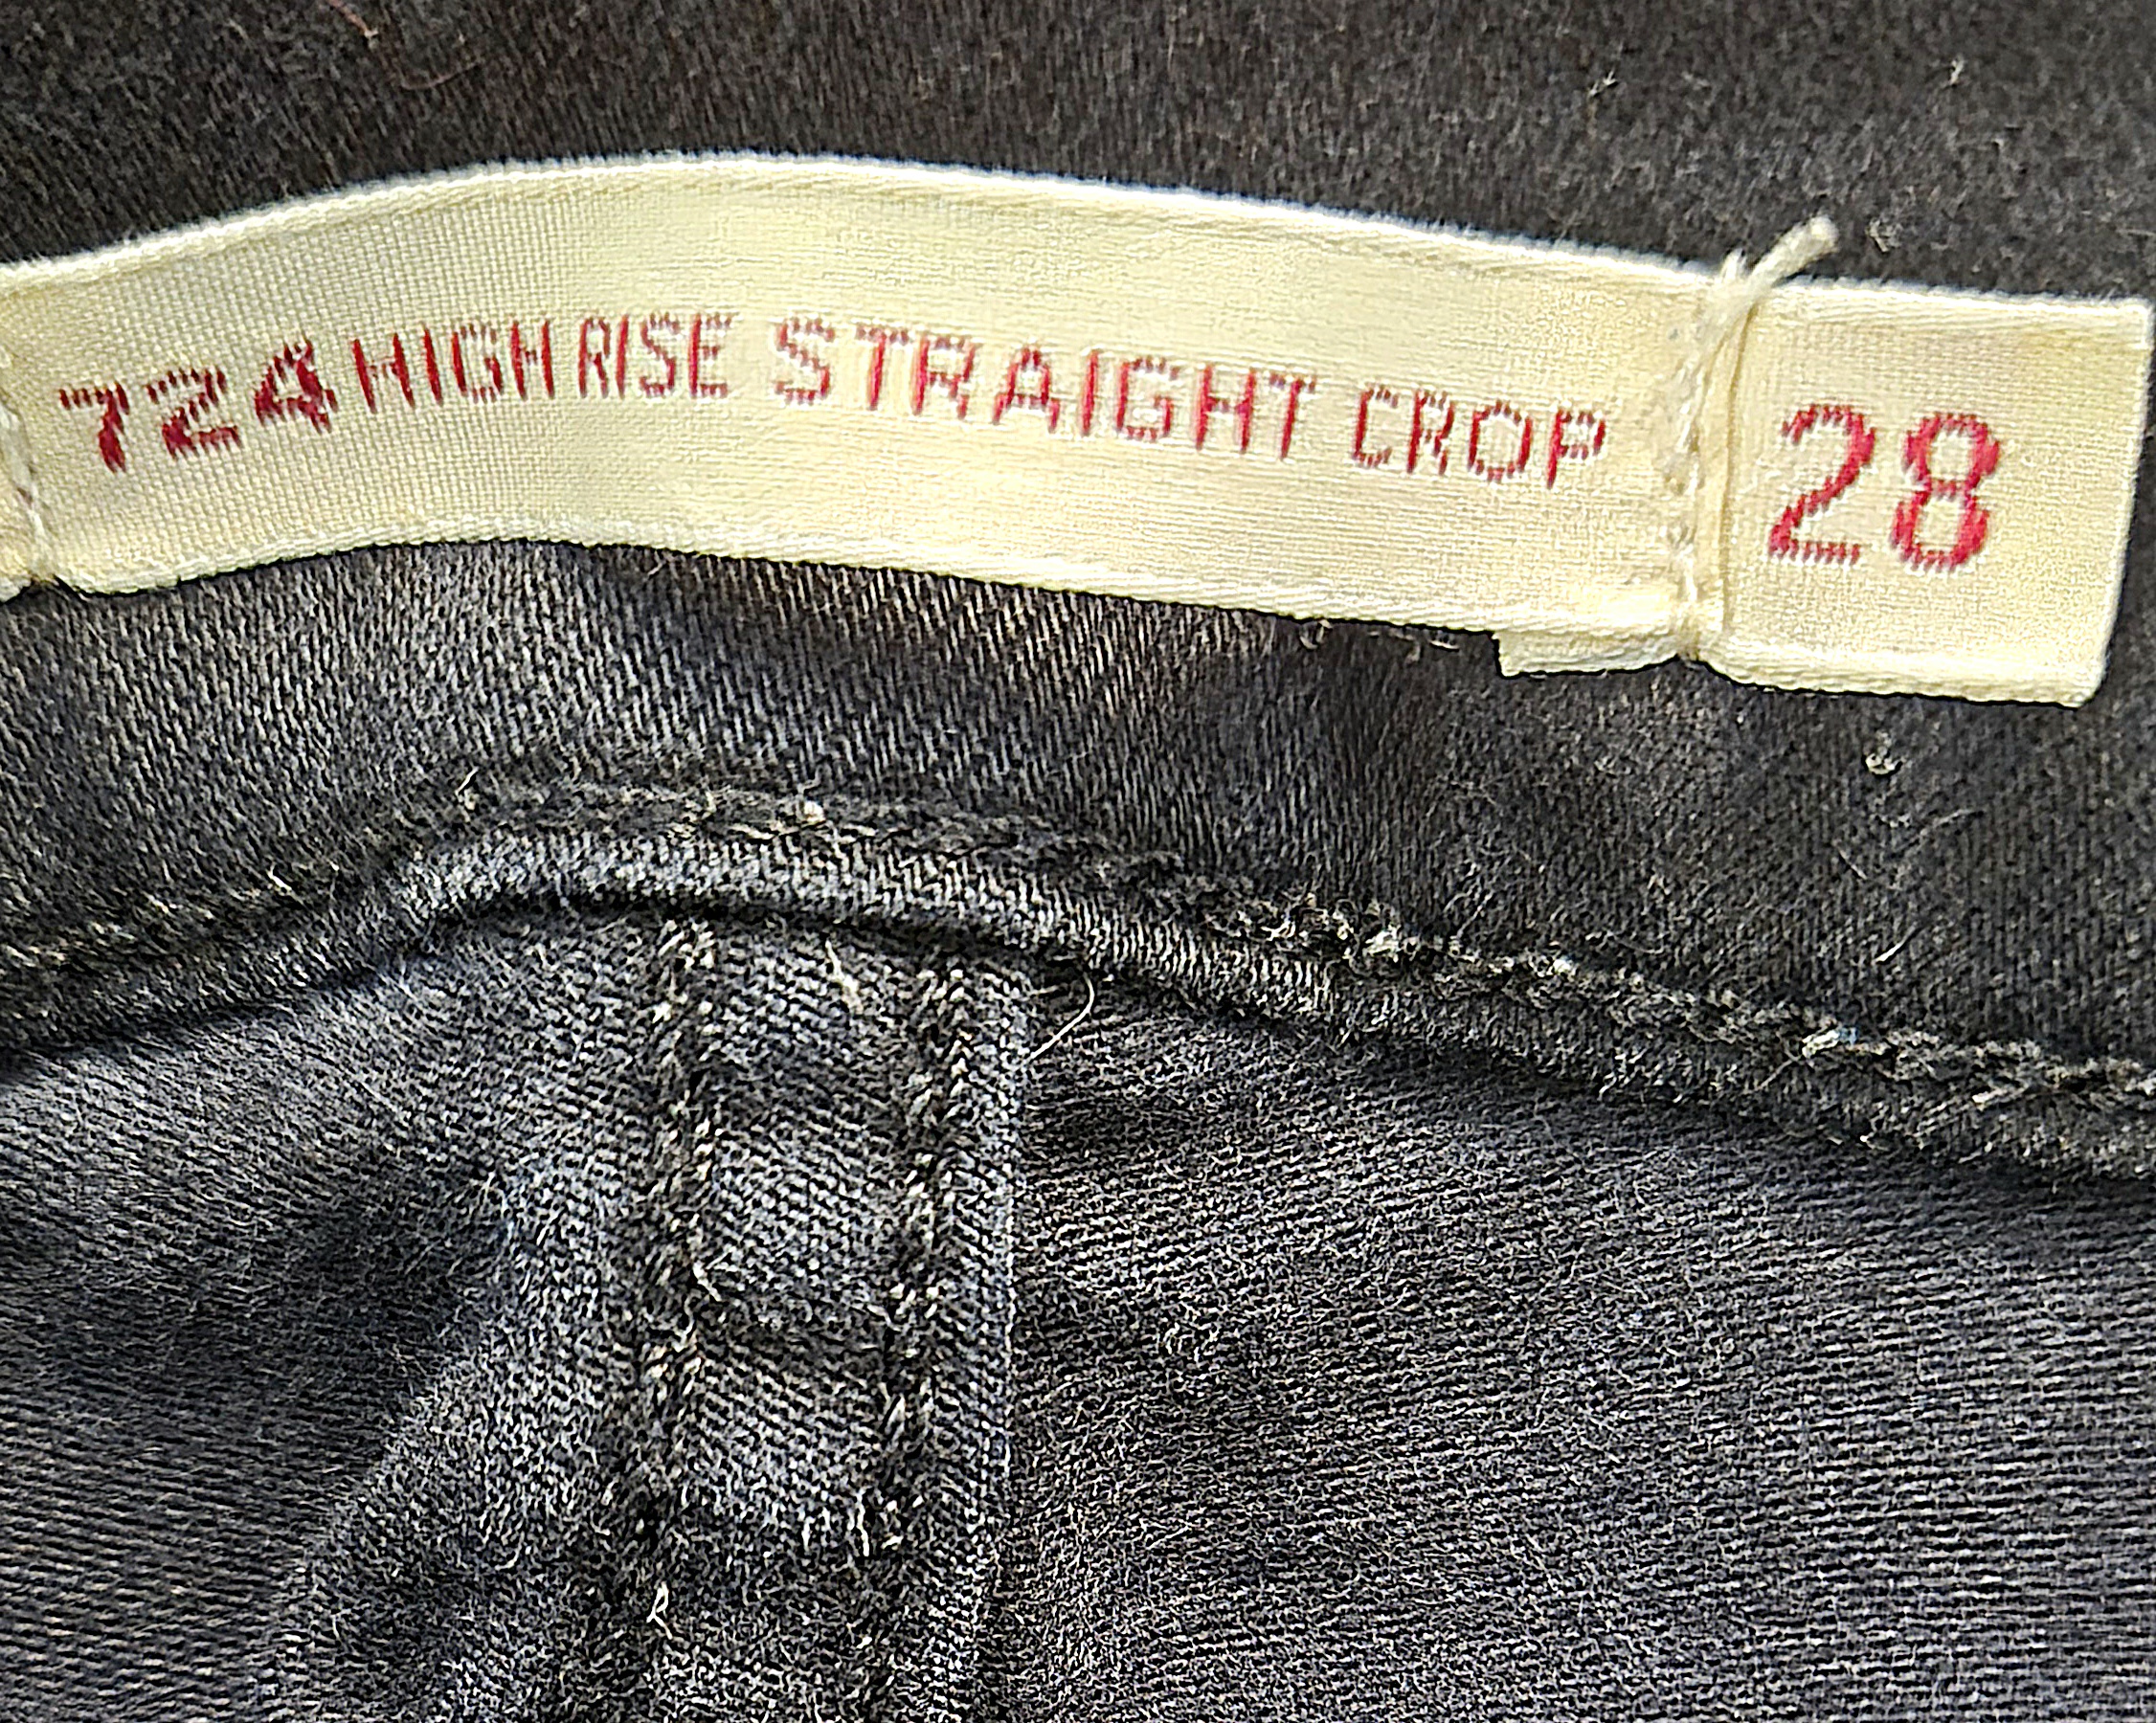 724 HIGH RISE STRAIGHT CROP 28